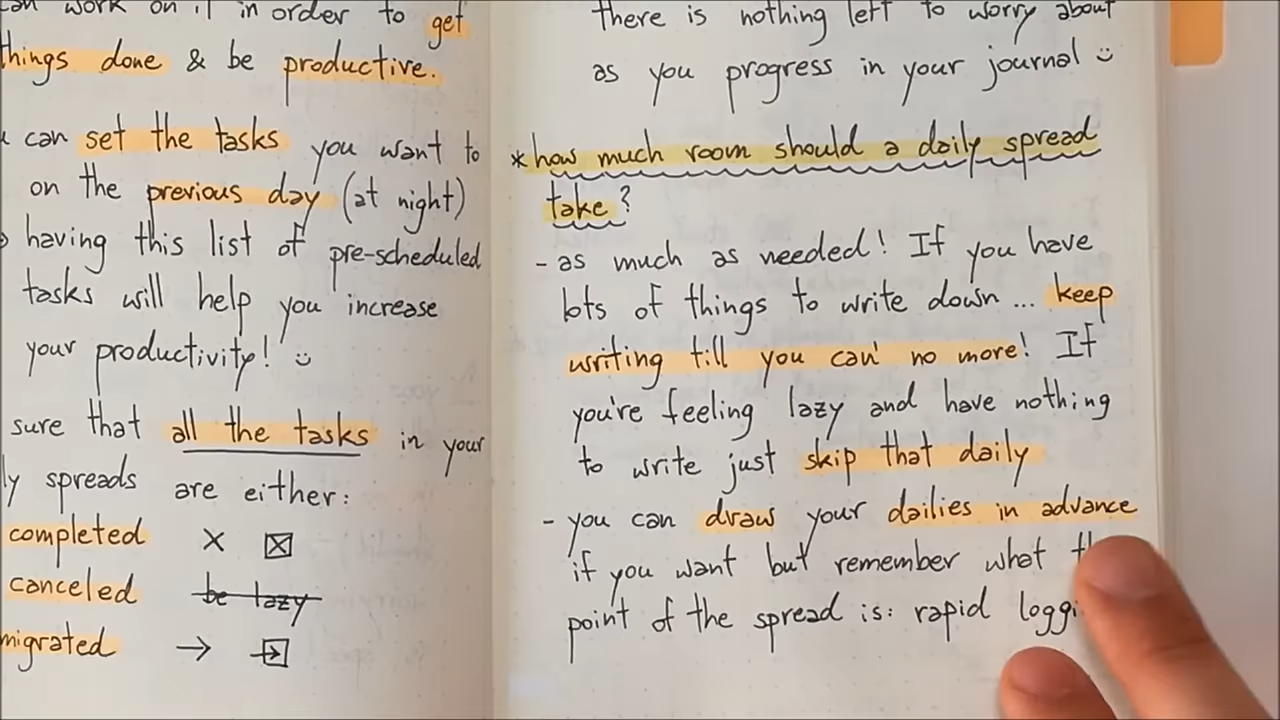 can work on it in order to get
things done & be productive.
can set the tasks you want to
on the previous day (at night)
having this list of pre-scheduled
tasks will help you increase
your productivity! :)
sure that all the tasks in your
ly spreads are either:
completed × ☒
canceled be lazy
migrated →
there is nothing left to worry about
as you progress in your journal :)
* how much room should a daily spread
take?
- as much as needed! If you have
lots of things to write down... keep
writing till you can' no more! If
you're feeling lazy and have nothing
to write just skip that daily
- you can draw your dailies in advance
if you want but remember what
point of the spread is: rapid loggi